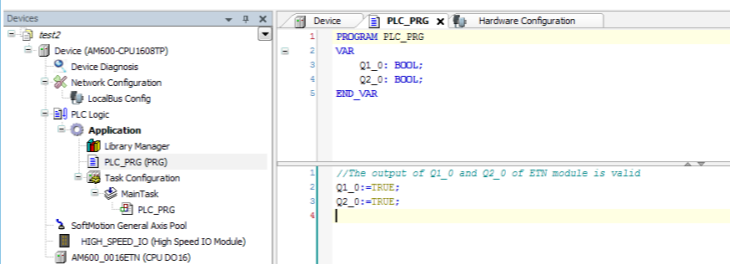 Devices
test2
Device (AM600-CPU1608TP)
Device Diagnosis
Network Configuration
LocalBus Config
PLC Logic
Application
Library Manager
PLC_PRG (PRG)
Task Configuration
MainTask
PLC_PRG
SoftMotion General Axis Pool
HIGH_SPEED_IO (High Speed IO Module)
AM600_0016ETN (CPU DO16)
Device PLC_PRG Hardware Configuration
1 PROGRAM PLC_PRG
2 VAR
3 Q1_0: BOOL;
4 Q2_0: BOOL;
5 END_VAR
1 //The output of Q1_0 and Q2_0 of ETN module is valid
2 Q1_0:=TRUE;
3 Q2_0:=TRUE;
4